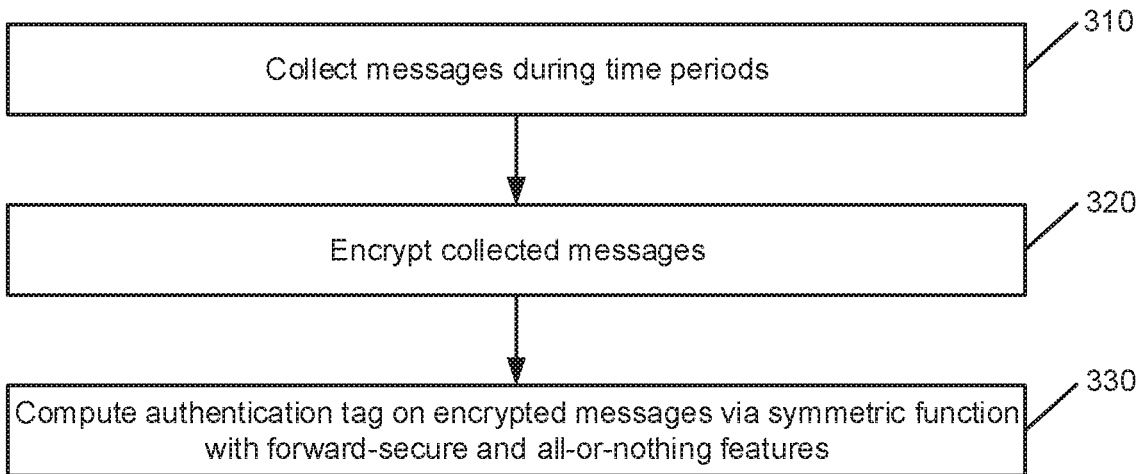 310
Collect messages during time periods
320
Encrypt collected messages
330
Compute authentication tag on encrypted messages via symmetric function
with forward-secure and all-or-nothing features